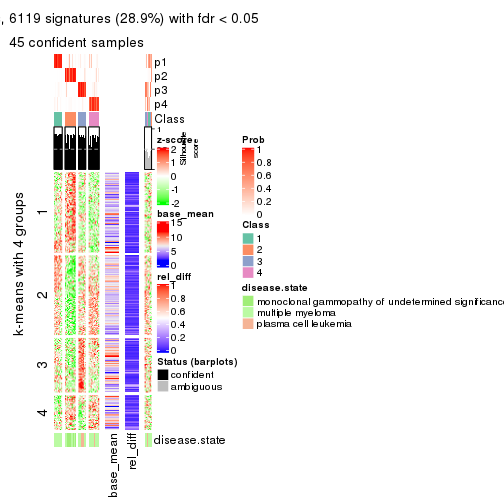 , 6119 signatures (28.9%) with fdr < 0.05
45 confident samples
p1
p2
p3
p4
Class
1
Silhouette
score
z-score
2
1
0
-1
-2
base_mean
15
10
5
0
rel_diff
1
0.8
0.6
0.4
0.2
0
Status (barplots)
confident
ambiguous
Prob
1
0.8
0.6
0.4
0.2
0
Class
1
2
3
4
disease.state
monoclonal gammopathy of undetermined significance
multiple myeloma
plasma cell leukemia
k-means with 4 groups
1
2
3
4
disease.state
base_mean
rel_diff